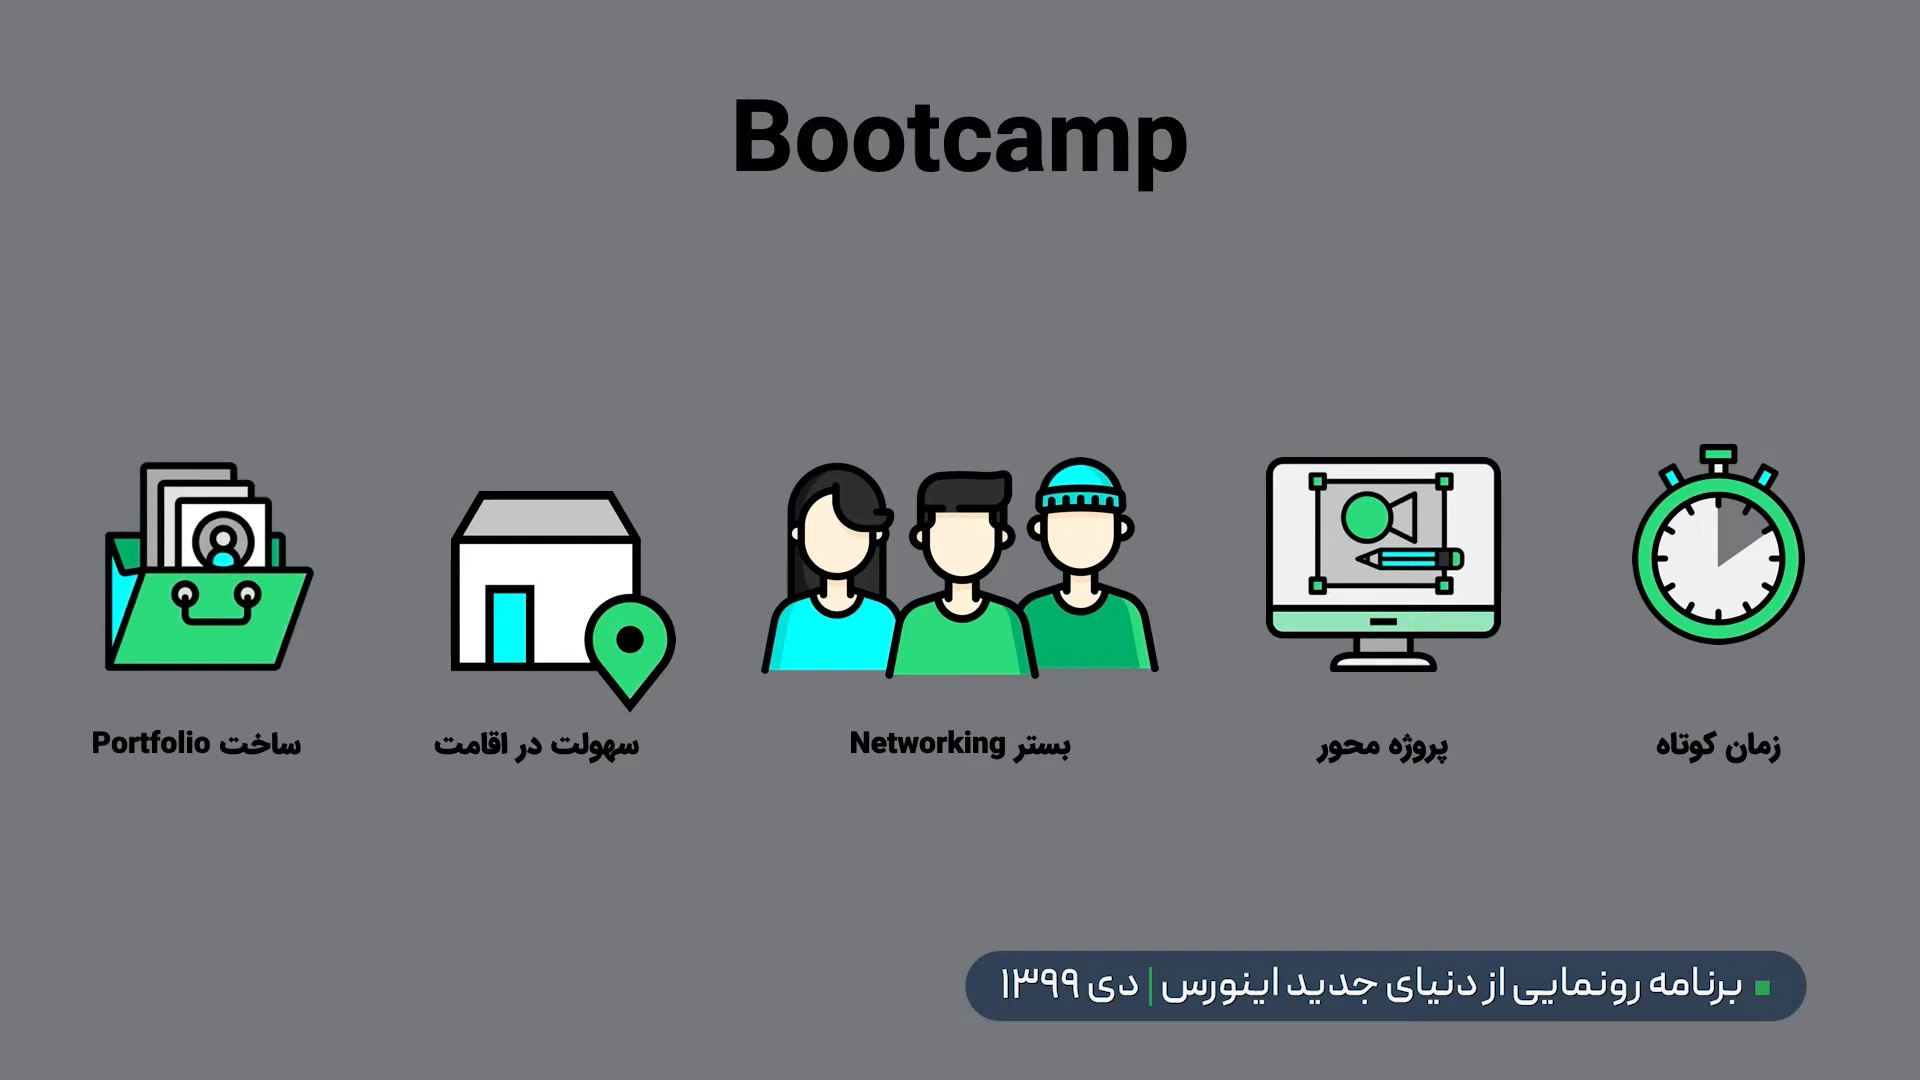 Bootcamp
زمان کوتاه
پروژه محور
بستر Networking
سهولت در اقامت
ساخت Portfolio
برنامه رونمایی از دنیای جدید اینورس | دی ۱۳۹۹